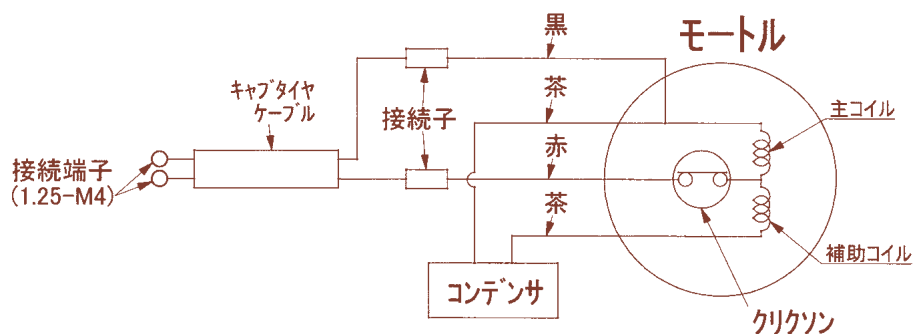 黒
モートル
キャブタイヤ
ケーブル
茶
主コイル
接続子
赤
接続端子
(1.25-M4)
茶
補助コイル
コンデンサ
クリクソン